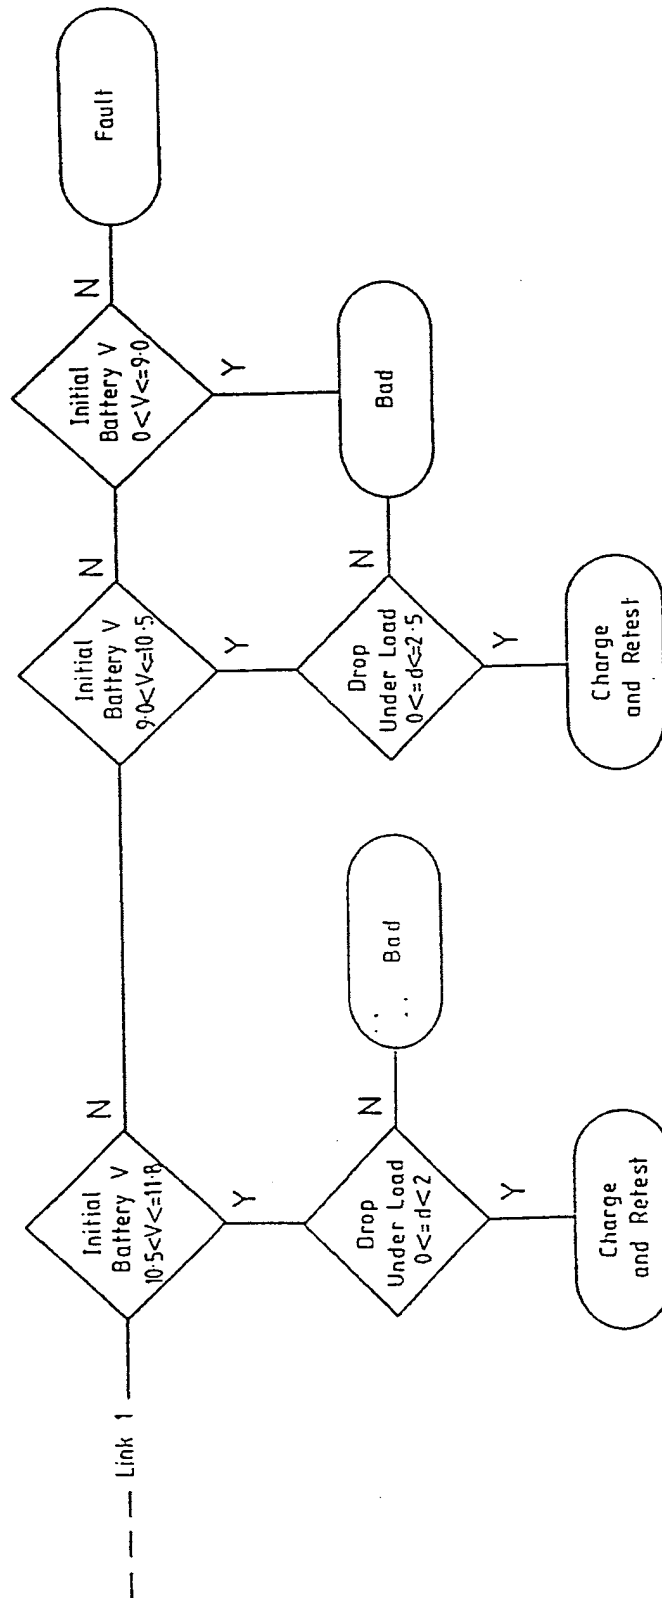 Link 1
Initial
Battery V
10·5<V<=11·8
N
Y
Drop
Under Load
0<=d<2
N
Bad
Y
Charge
and Retest
Initial
Battery V
9·0<V<=10·5
N
Y
Drop
Under Load
0<=d<=2·5
N
Bad
Y
Charge
and Retest
Initial
Battery V
0<V<=9·0
N
Y
Fault